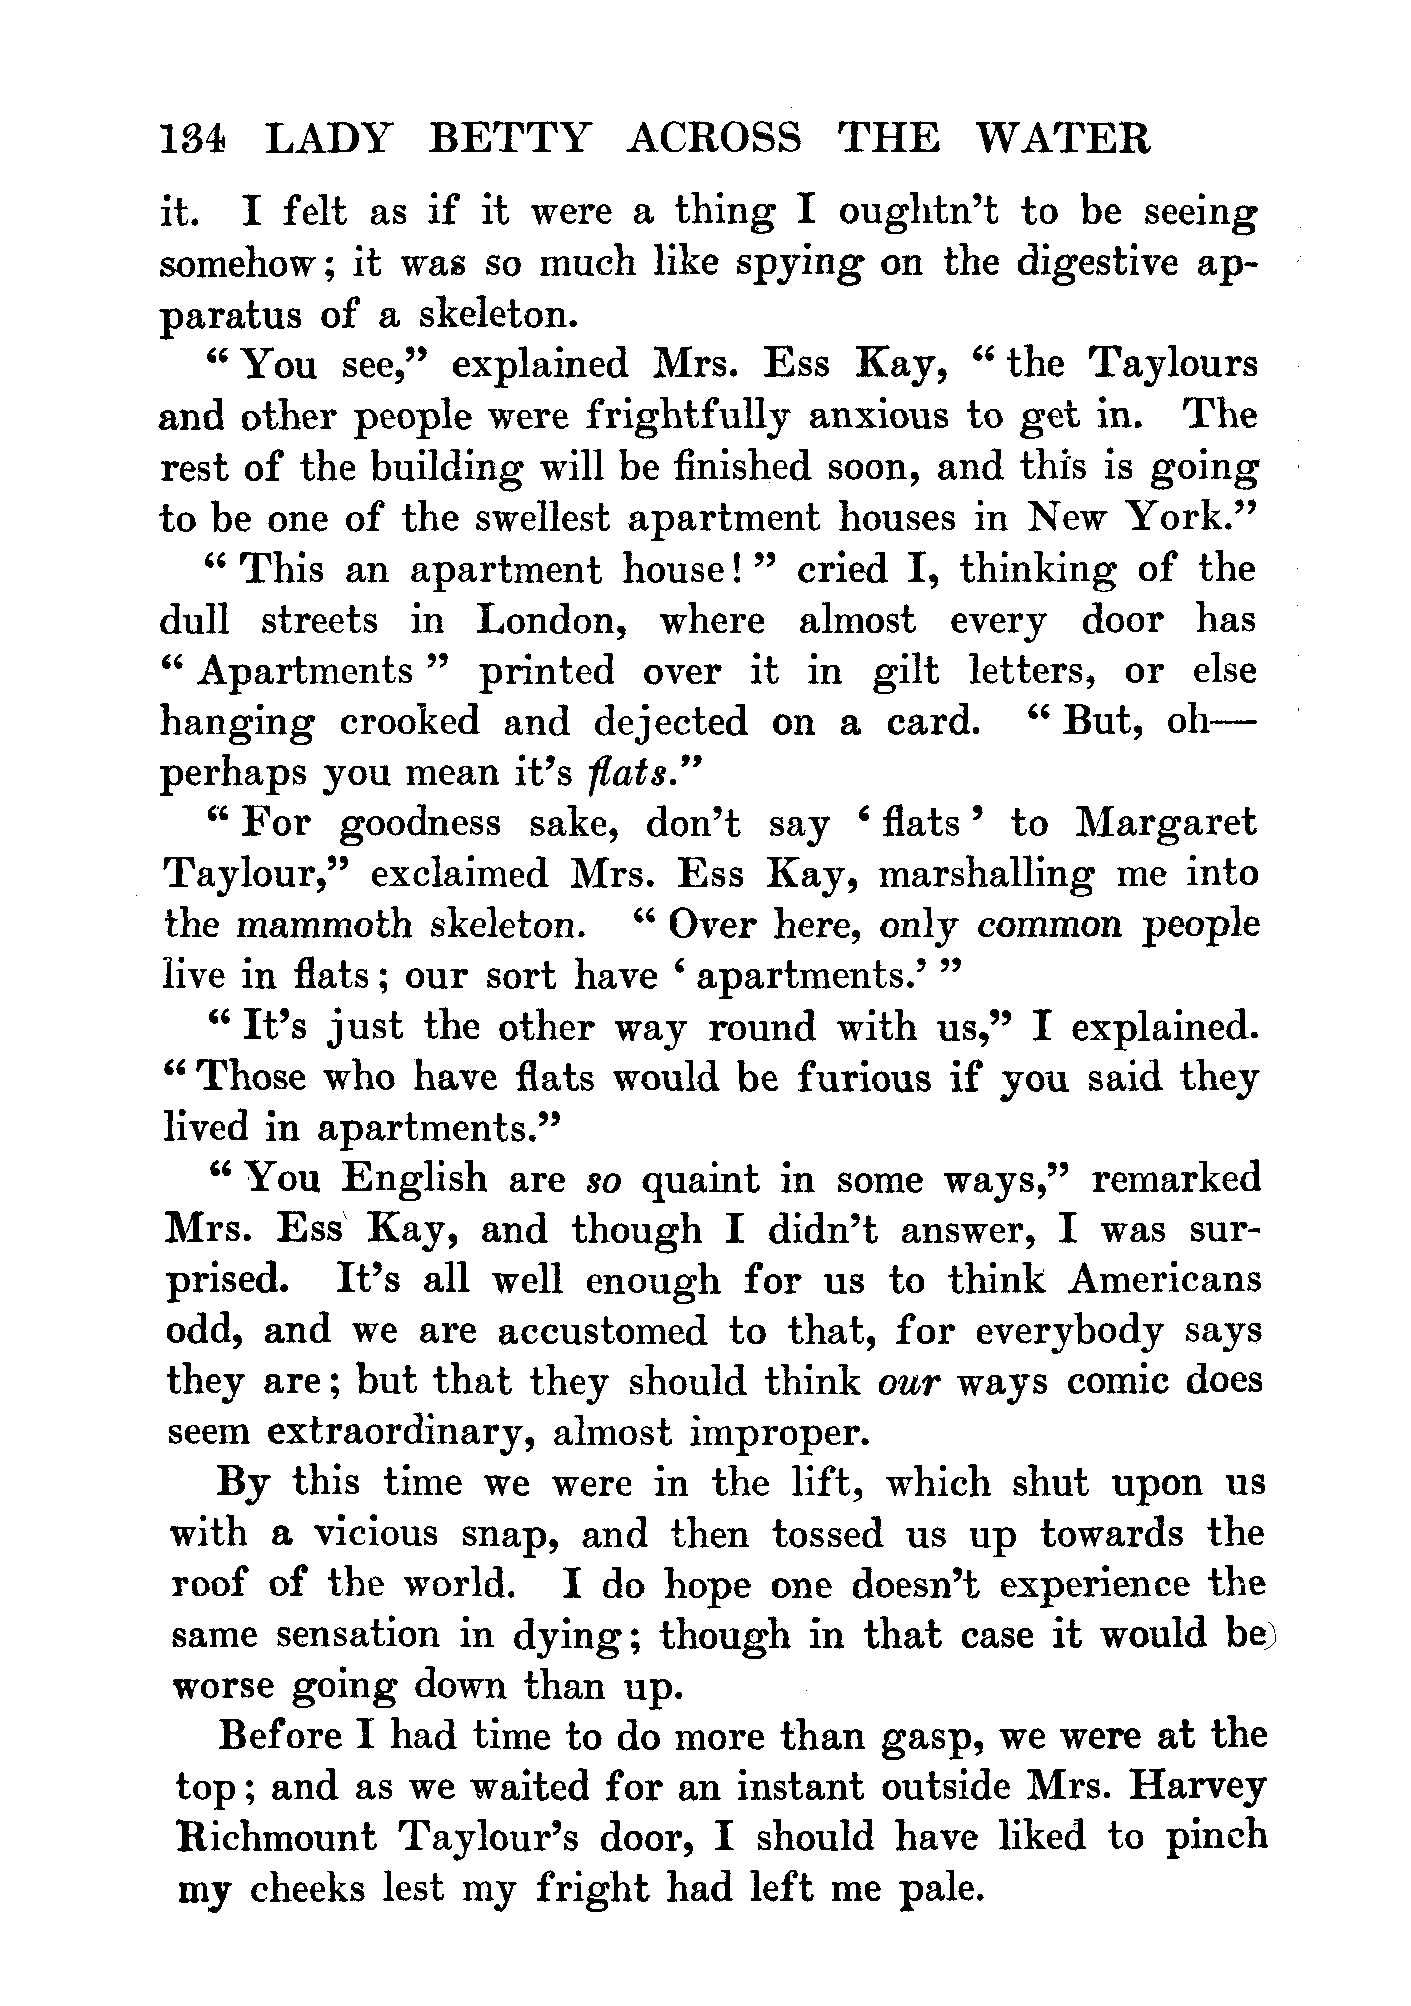 134 LADY BETTY ACROSS THE WATER
it. I felt as if it were a thing I oughtn't to be seeing
somehow; it was so much like spying on the digestive ap-
paratus of a skeleton.
"You see," explained Mrs. Ess Kay, "the Taylours
and other people were frightfully anxious to get in. The
rest of the building will be finished soon, and this is going
to be one of the swellest apartment houses in New York."
"This an apartment house!" cried I, thinking of the
dull streets in London, where almost every door has
"Apartments" printed over it in gilt letters, or else
hanging crooked and dejected on a card. "But, oh—
perhaps you mean it's flats."
"For goodness sake, don't say 'flats' to Margaret
Taylour," exclaimed Mrs. Ess Kay, marshalling me into
the mammoth skeleton. "Over here, only common people
live in flats; our sort have 'apartments.'"
"It's just the other way round with us," I explained.
"Those who have flats would be furious if you said they
lived in apartments."
"You English are so quaint in some ways," remarked
Mrs. Ess Kay, and though I didn't answer, I was sur-
prised. It's all well enough for us to think Americans
odd, and we are accustomed to that, for everybody says
they are; but that they should think our ways comic does
seem extraordinary, almost improper.
By this time we were in the lift, which shut upon us
with a vicious snap, and then tossed us up towards the
roof of the world. I do hope one doesn't experience the
same sensation in dying; though in that case it would be
worse going down than up.
Before I had time to do more than gasp, we were at the
top; and as we waited for an instant outside Mrs. Harvey
Richmount Taylour's door, I should have liked to pinch
my cheeks lest my fright had left me pale.